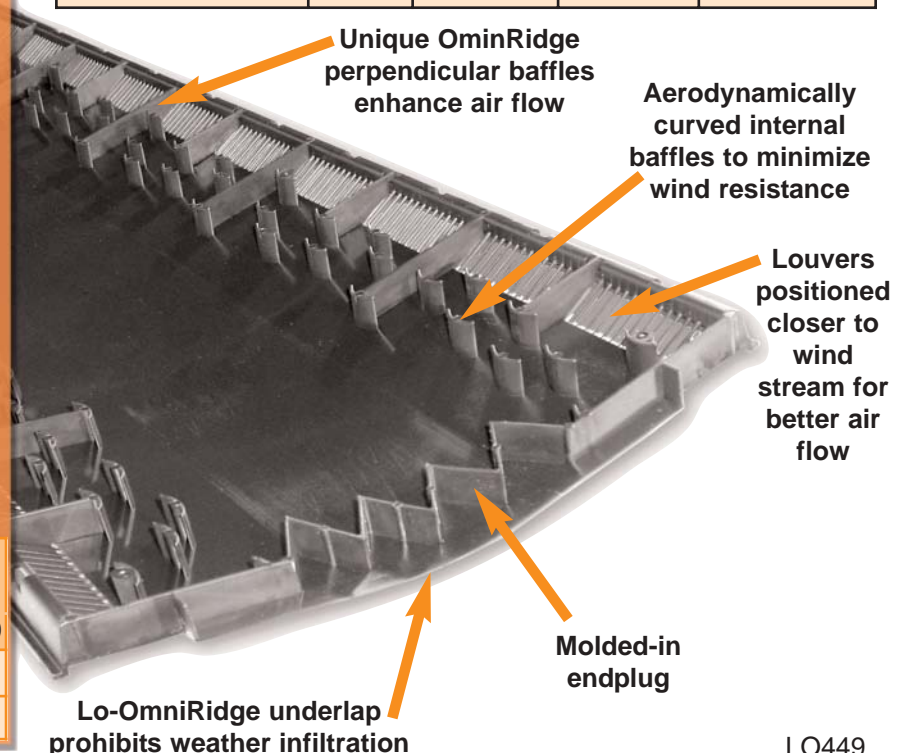 Unique OminRidge
perpendicular baffles
enhance air flow
Aerodynamically
curved internal
baffles to minimize
wind resistance
Louvers
positioned
closer to
wind
stream for
better air
flow
Molded-in
endplug
Lo-OmniRidge underlap
prohibits weather infiltration
LO449